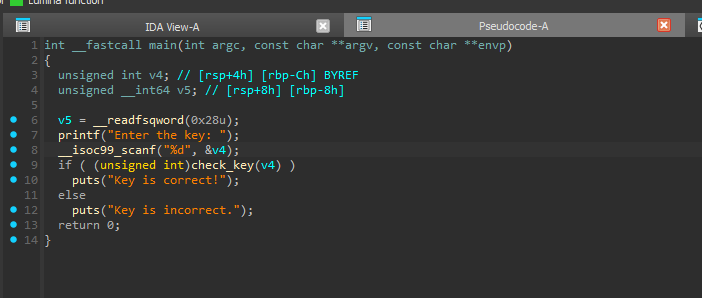 Lumina function
IDA View-A
Pseudocode-A
1 int __fastcall main(int argc, const char **argv, const char **envp)
2 {
3 unsigned int v4; // [rsp+4h] [rbp-Ch] BYREF
4 unsigned __int64 v5; // [rsp+8h] [rbp-8h]
5
6 v5 = __readfsqword(0x28u);
7 printf("Enter the key: ");
8 __isoc99_scanf("%d", &v4);
9 if ( (unsigned int)check_key(v4) )
10 puts("Key is correct!");
11 else
12 puts("Key is incorrect.");
13 return 0;
14 }